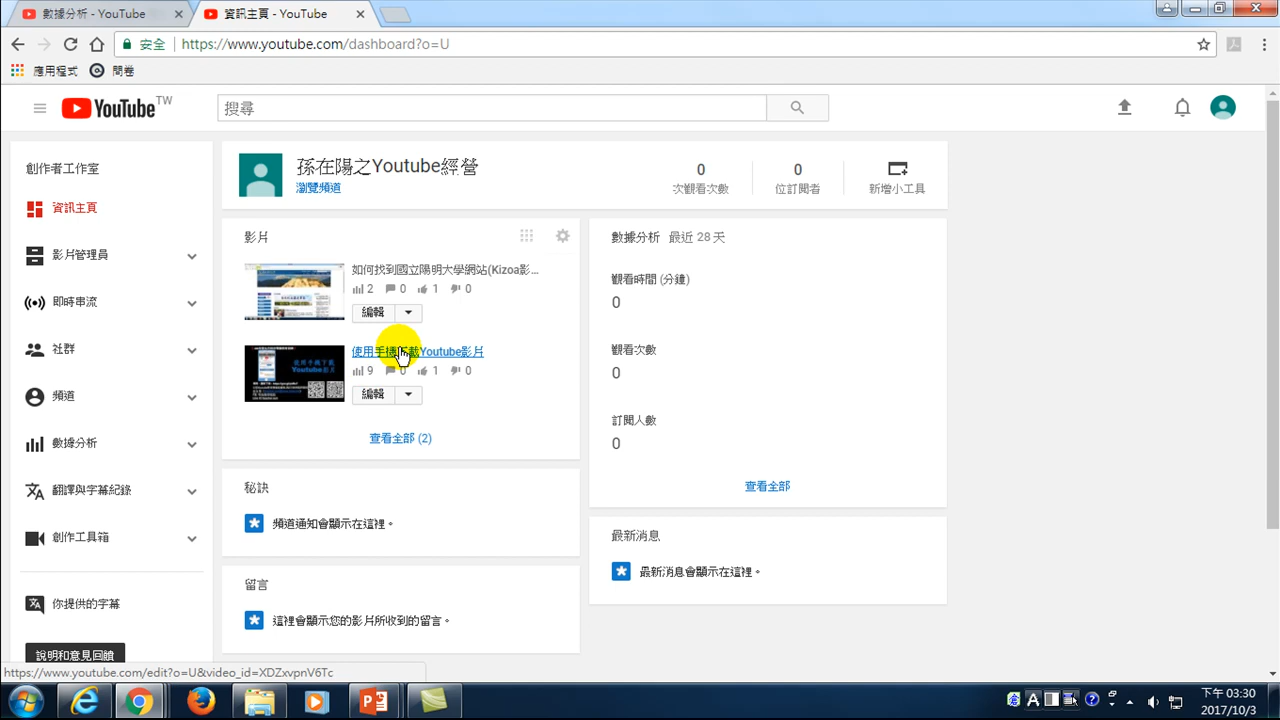 數據分析 - YouTube
資訊主頁 - YouTube
安全
https://www.youtube.com/dashboard?o=U
應用程式
問卷
YouTube TW
搜尋
創作者工作室
資訊主頁
影片管理員
即時串流
社群
頻道
數據分析
翻譯與字幕紀錄
創作工具箱
你提供的字幕
說明和意見回饋
孫在陽之Youtube經營
瀏覽頻道
0
次觀看次數
0
位訂閱者
新增小工具
影片
如何找到國立陽明大學網站(Kizoa影...
2 0 1 0
編輯
使用手機下載Youtube影片
9 0 1 0
編輯
查看全部 (2)
秘訣
頻道通知會顯示在這裡。
留言
這裡會顯示您的影片所收到的留言。
數據分析 最近 28 天
觀看時間 (分鐘)
0
觀看次數
0
訂閱人數
0
查看全部
最新消息
最新消息會顯示在這裡。
https://www.youtube.com/edit?o=U&video_id=XDZxvpnV6Tc
下午 03:30
2017/10/3